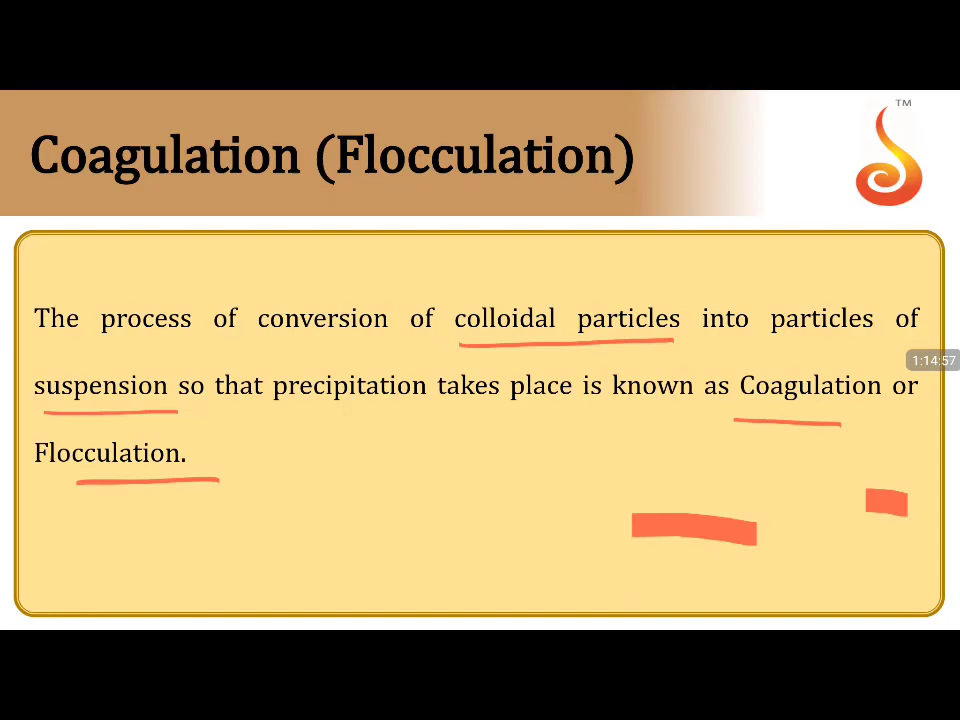 TM
Coagulation (Flocculation)
The process of conversion of colloidal particles into particles of
1:14:57
suspension so that precipitation takes place is known as Coagulation or
Flocculation.